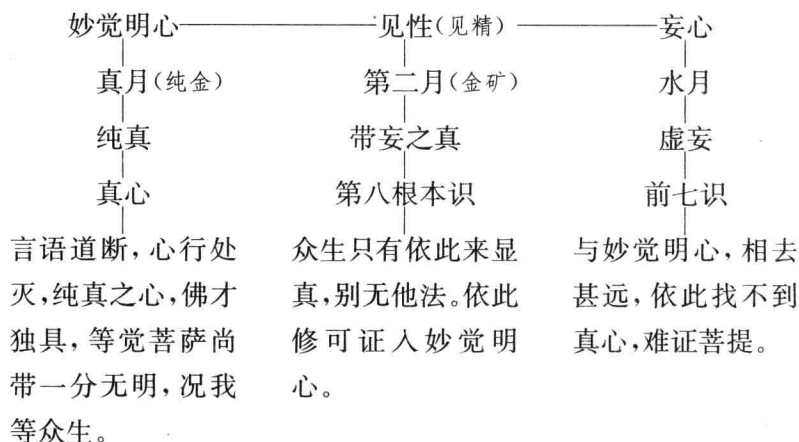 妙觉明心 见性(见精) 妄心
真月(纯金) 第二月(金矿) 水月
纯真 带妄之真 虚妄
真心 第八根本识 前七识
言语道断,心行处
灭,纯真之心,佛才
独具,等觉菩萨尚
带一分无明,况我
等众生。
众生只有依此来显
真,别无他法。依此
修可证入妙觉明
心。
与妙觉明心,相去
甚远,依此找不到
真心,难证菩提。